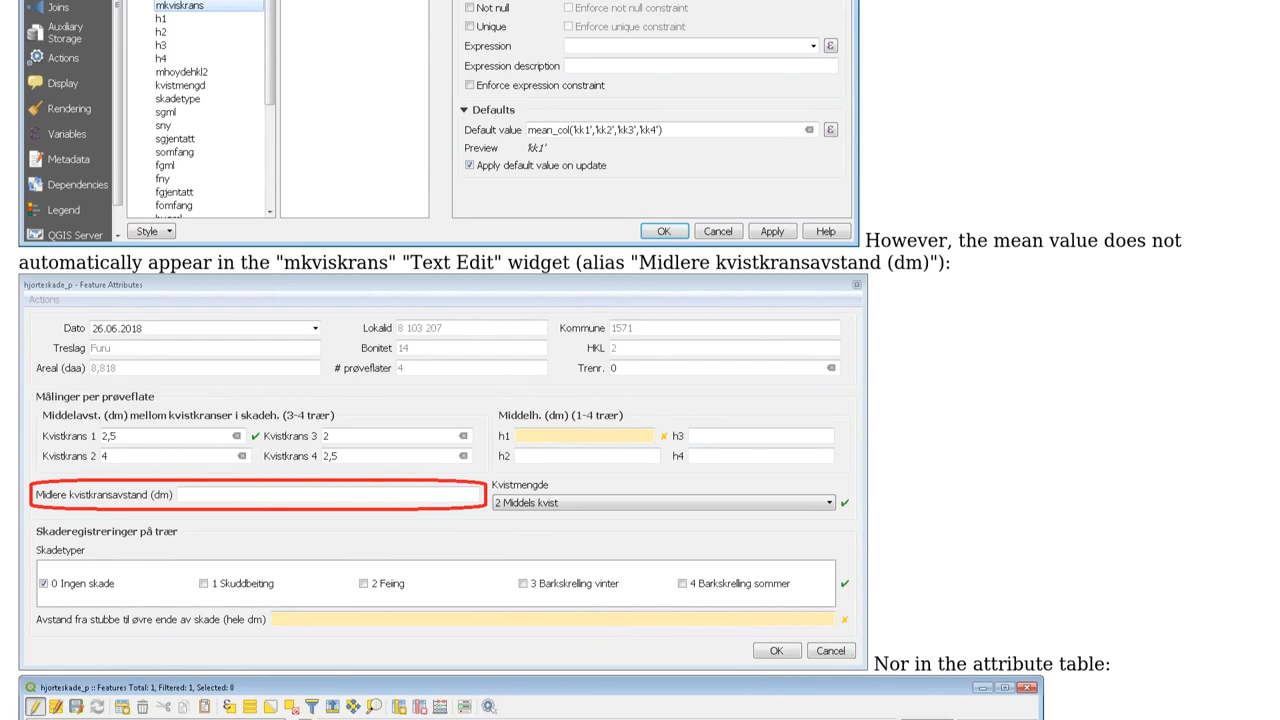 Joins
mkviskrans
Not null
Enforce not null constraint
Auxiliary Storage
h1
Unique
Enforce unique constraint
h2
h3
Expression
ε
Actions
h4
Expression description
mhoydehkl2
Display
kvistmengd
Enforce expression constraint
skadetype
Rendering
sgml
Defaults
sny
Default value mean_col('kk1','kk2','kk3','kk4')
ε
Variables
sgjentatt
Preview 'kk1'
somfang
Metadata
fgml
Apply default value on update
fny
Dependencies
fgjentatt
fomfang
Legend
Style
OK
Cancel
Apply
Help
QGIS Server
However, the mean value does not
automatically appear in the "mkviskrans" "Text Edit" widget (alias "Midlere kvistkransavstand (dm)"):
hjorteskade_p - Feature Attributes
Actions
Dato 26.06.2018 Lokalid 8 103 207 Kommune 1571
Treslag Furu Bonitet 14 HKL 2
Areal (daa) 8,818 # prøveflater 4 Trenr. 0
Målinger per prøveflate
Middelavst. (dm) mellom kvistkranser i skadeh. (3-4 trær) Middelh. (dm) (1-4 trær)
Kvistkrans 1 2,5 Kvistkrans 3 2 h1 h3
Kvistkrans 2 4 Kvistkrans 4 2,5 h2 h4
Kvistmengde
Midlere kvistkransavstand (dm)
2 Middels kvist
Skaderegistreringer på trær
Skadetyper
0 Ingen skade 1 Skuddbeiting 2 Feiing 3 Barkskrelling vinter 4 Barkskrelling sommer
Avstand fra stubbe til øvre ende av skade (hele dm)
OK Cancel
Nor in the attribute table:
hjorteskade_p :: Features Total: 1, Filtered: 1, Selected: 0